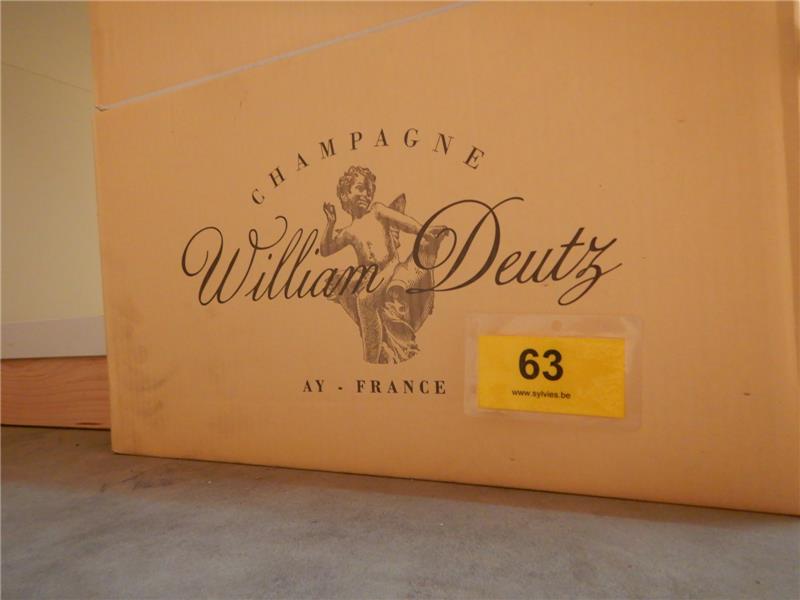 CHAMPAGNE
William Deutz
AY - FRANCE
63
www.sylvies.be